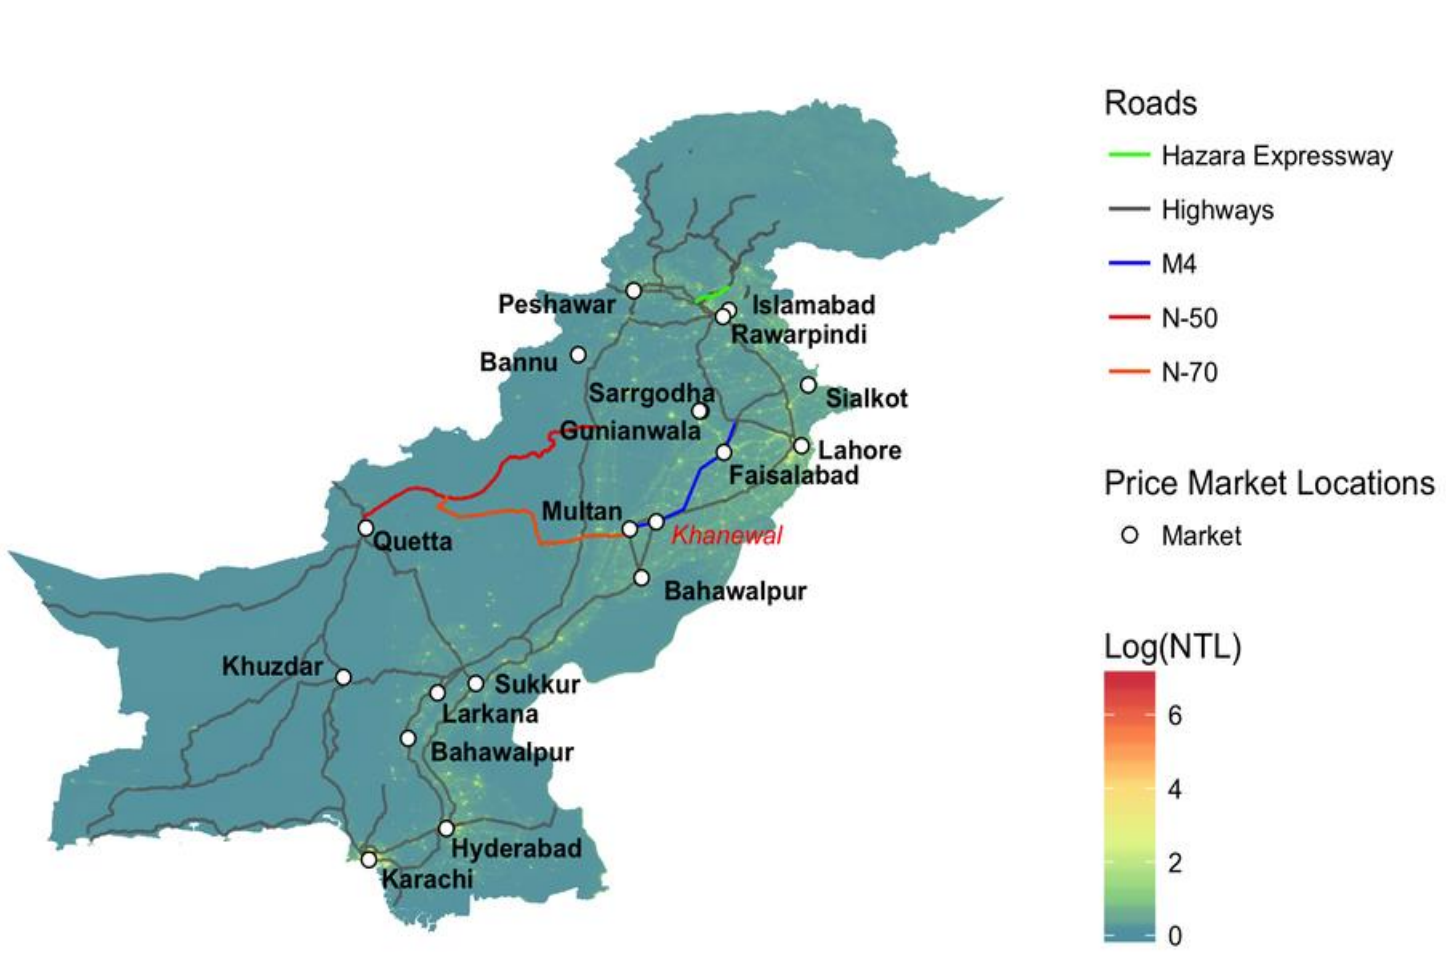 Roads
Hazara Expressway
Highways
M4
N-50
N-70
Price Market Locations
Market
Log(NTL)
6
4
2
0
Peshawar
Islamabad
Rawarpindi
Bannu
Sarrgodha
Sialkot
Gunianwala
Lahore
Faisalabad
Multan
Khanewal
Quetta
Bahawalpur
Khuzdar
Sukkur
Larkana
Bahawalpur
Hyderabad
Karachi